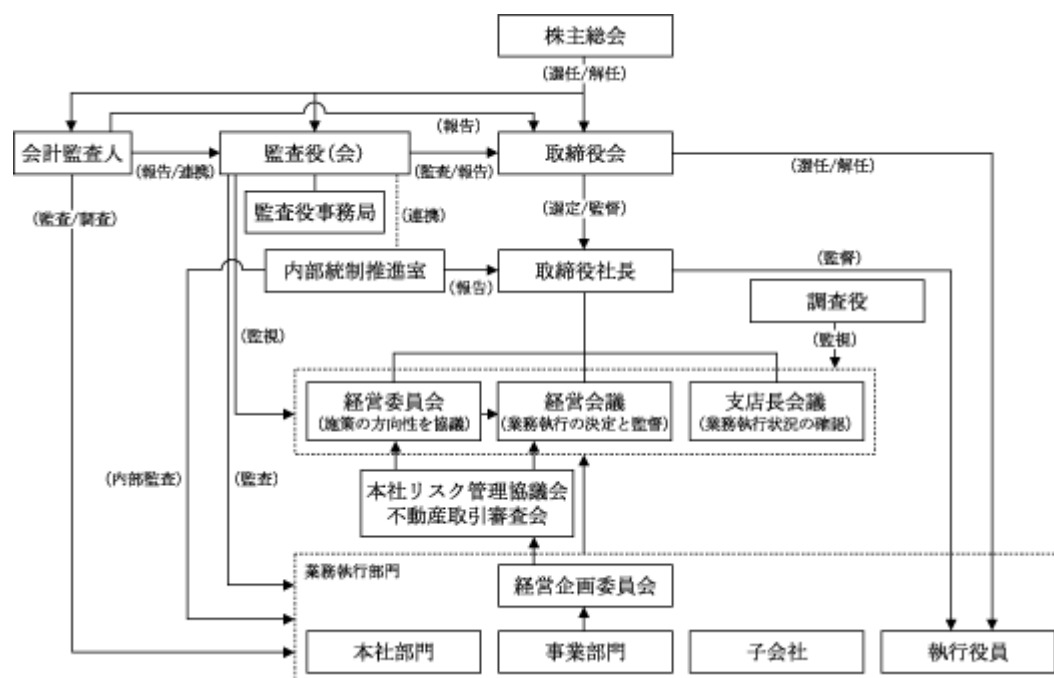 株主総会
(選任/解任)
(報告)
会計監査人
監査役(会)
取締役会
(報告/連携)
(監査/報告)
(選任/解任)
監査役事務局
(監査/調査)
(連携)
(選定/監督)
内部統制推進室
取締役社長
(報告)
(監督)
調査役
(監視)
(監視)
経営委員会
(施策の方向性を協議)
経営会議
(業務執行の決定と監督)
支店長会議
(業務執行状況の確認)
(内部監査)
(監査)
本社リスク管理協議会
不動産取引審査会
業務執行部門
経営企画委員会
本社部門
事業部門
子会社
執行役員